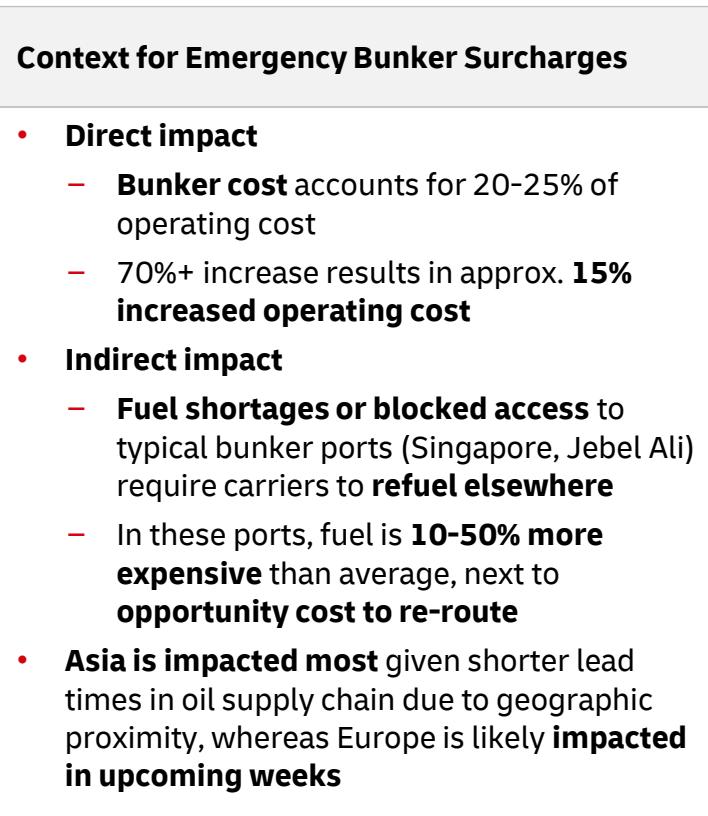 Context for Emergency Bunker Surcharges
• Direct impact
– Bunker cost accounts for 20-25% of
operating cost
– 70%+ increase results in approx. 15%
increased operating cost
• Indirect impact
– Fuel shortages or blocked access to
typical bunker ports (Singapore, Jebel Ali)
require carriers to refuel elsewhere
– In these ports, fuel is 10-50% more
expensive than average, next to
opportunity cost to re-route
• Asia is impacted most given shorter lead
times in oil supply chain due to geographic
proximity, whereas Europe is likely impacted
in upcoming weeks